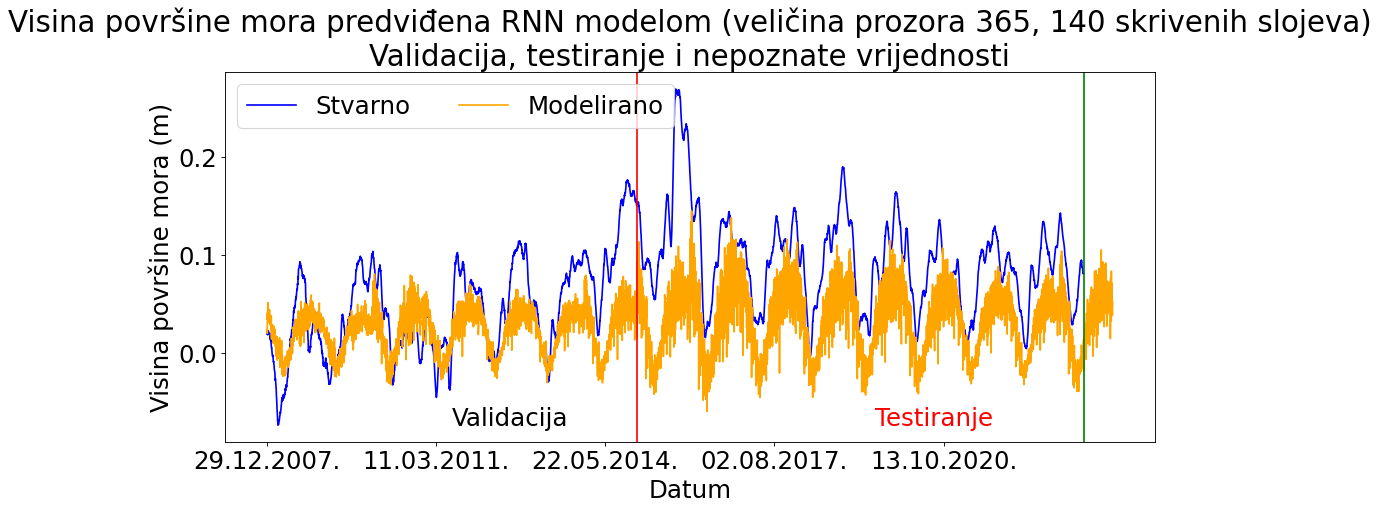 Visina površine mora predviđena RNN modelom (veličina prozora 365, 140 skrivenih slojeva)
Validacija, testiranje i nepoznate vrijednosti
Stvarno
Modelirano
Visina površine mora (m)
0.2
0.1
0.0
Validacija
Testiranje
29.12.2007.
11.03.2011.
22.05.2014.
02.08.2017.
13.10.2020.
Datum